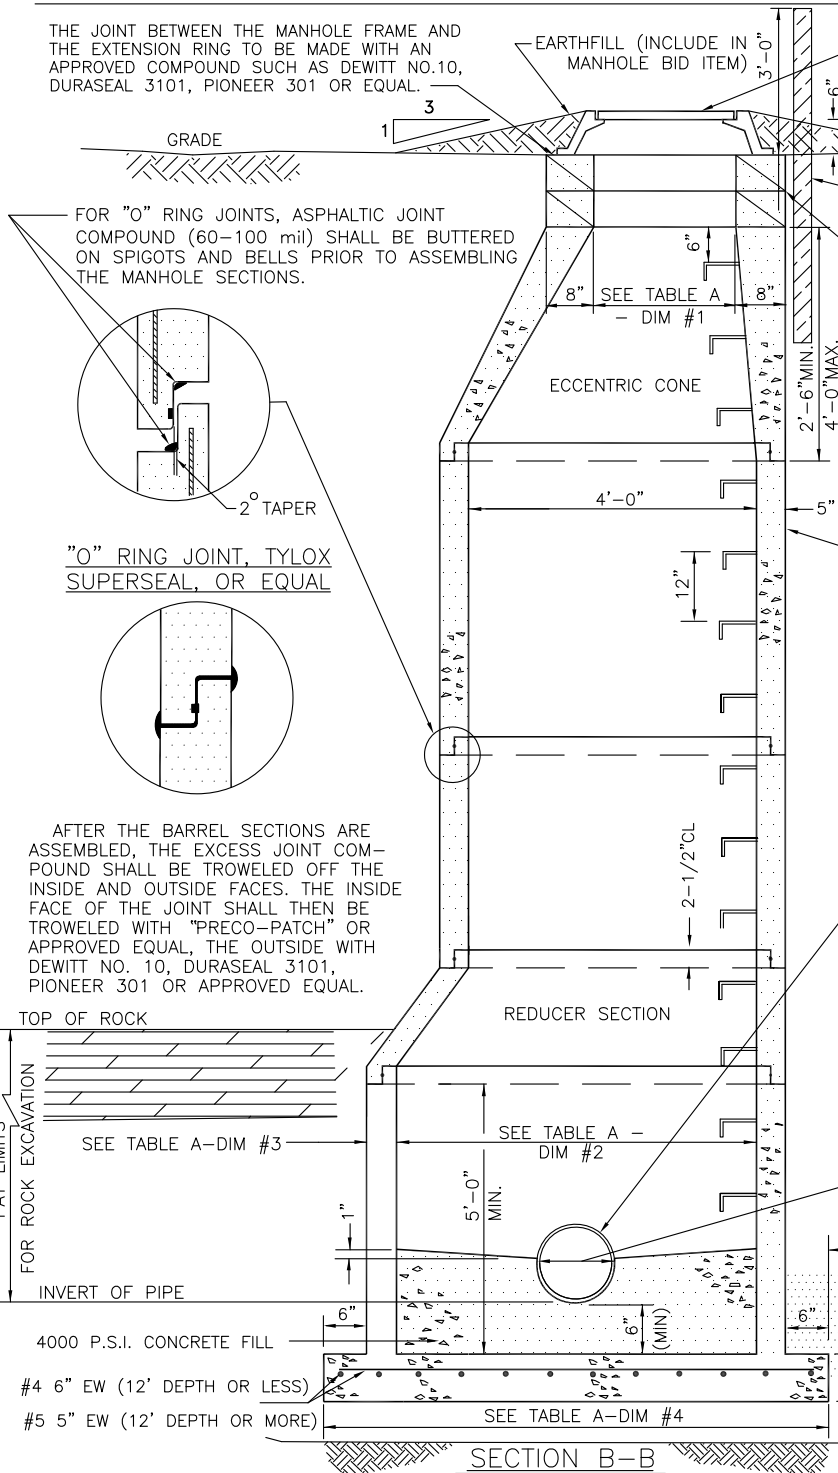 THE JOINT BETWEEN THE MANHOLE FRAME AND
THE EXTENSION RING TO BE MADE WITH AN
APPROVED COMPOUND SUCH AS DEWITT NO.10,
DURASEAL 3101, PIONEER 301 OR EQUAL.
EARTHFILL (INCLUDE IN
MANHOLE BID ITEM)
3'-0"
6"
3
1
GRADE
FOR "O" RING JOINTS, ASPHALTIC JOINT
COMPOUND (60-100 mil) SHALL BE BUTTERED
ON SPIGOTS AND BELLS PRIOR TO ASSEMBLING
THE MANHOLE SECTIONS.
6"
8"
SEE TABLE A
- DIM #1
8"
2'-6"MIN.
4'-0"MAX.
ECCENTRIC CONE
4'-0"
5"
2° TAPER
"O" RING JOINT, TYLOX
SUPERSEAL, OR EQUAL
12"
AFTER THE BARREL SECTIONS ARE
ASSEMBLED, THE EXCESS JOINT COM-
POUND SHALL BE TROWELED OFF THE
INSIDE AND OUTSIDE FACES. THE INSIDE
FACE OF THE JOINT SHALL THEN BE
TROWELED WITH "PRECO-PATCH" OR
APPROVED EQUAL, THE OUTSIDE WITH
DEWITT NO. 10, DURASEAL 3101,
PIONEER 301 OR APPROVED EQUAL.
2-1/2"CL
TOP OF ROCK
REDUCER SECTION
PAY LIMITS
FOR ROCK EXCAVATION
SEE TABLE A-DIM #3
SEE TABLE A -
DIM #2
5'-0"
MIN.
1"
INVERT OF PIPE
6"
6"
(MIN)
6"
4000 P.S.I. CONCRETE FILL
#4 6" EW (12' DEPTH OR LESS)
#5 5" EW (12' DEPTH OR MORE)
SEE TABLE A-DIM #4
SECTION B-B